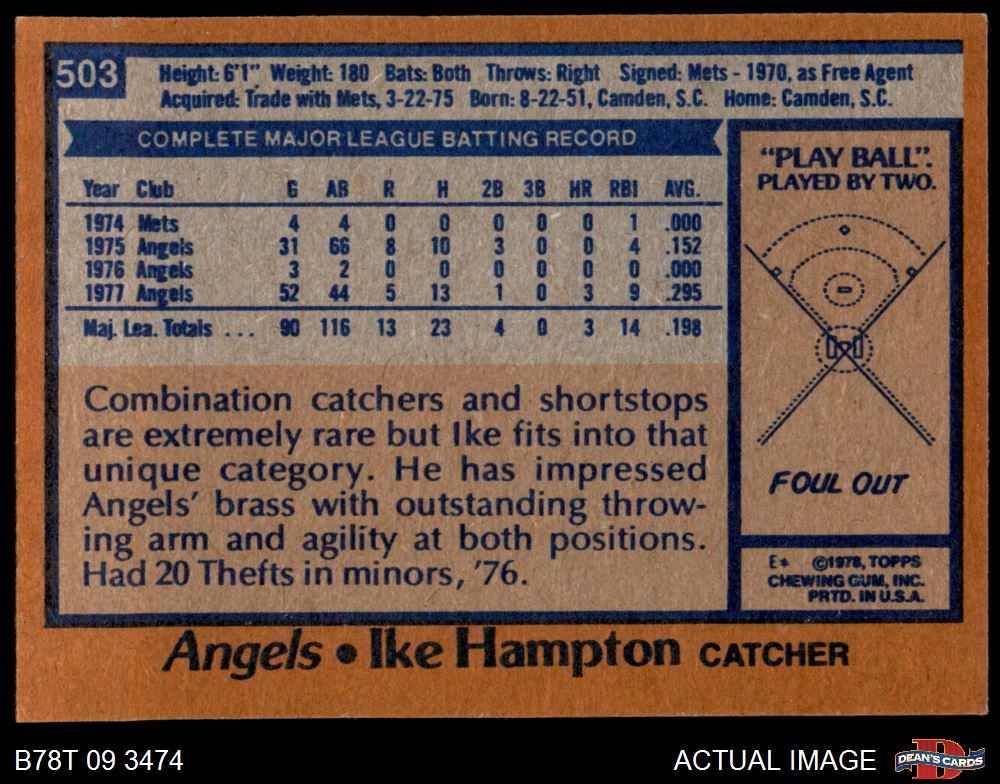 503
Height: 6'1" Weight: 180 Bats: Both Throws: Right Signed: Mets - 1970, as Free Agent
Acquired: Trade with Mets, 3-22-75 Born: 8-22-51, Camden, S.C. Home: Camden, S.C.
COMPLETE MAJOR LEAGUE BATTING RECORD
Year Club G AB R H 2B 3B HR RBI AVG.
1974 Mets 4 4 0 0 0 0 0 1 .000
1975 Angels 31 66 8 10 3 0 0 4 .152
1976 Angels 3 2 0 0 0 0 0 0 .000
1977 Angels 52 44 5 13 1 0 3 9 .295
Maj. Lea. Totals ... 90 116 13 23 4 0 3 14 .198
Combination catchers and shortstops
are extremely rare but Ike fits into that
unique category. He has impressed
Angels' brass with outstanding throw-
ing arm and agility at both positions.
Had 20 Thefts in minors, '76.
"PLAY BALL".
PLAYED BY TWO.
FOUL OUT
E* ©1978, TOPPS
CHEWING GUM, INC.
PRTD. IN U.S.A.
Angels • Ike Hampton CATCHER
B78T 09 3474
ACTUAL IMAGE
DEAN'S CARDS